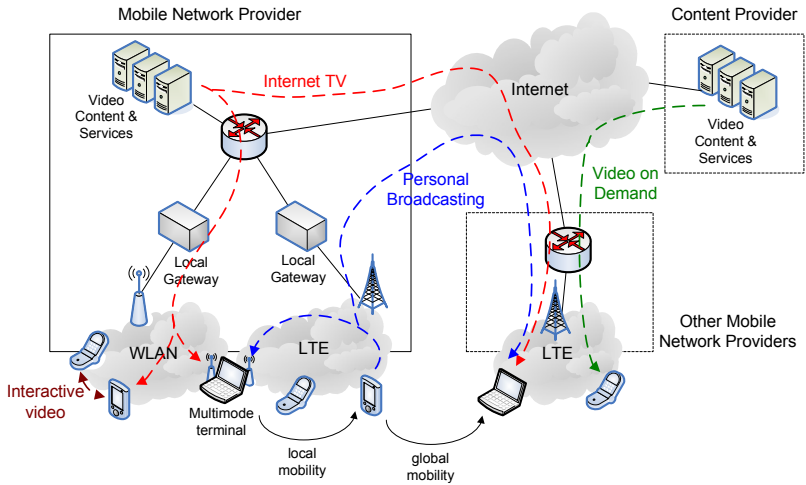 Mobile Network Provider
Content Provider
Internet TV
Internet
Video
Content &
Services
Video
Content &
Services
Personal
Broadcasting
Video on
Demand
Local
Gateway
Local
Gateway
Other Mobile
Network Providers
WLAN
LTE
LTE
Interactive
video
Multimode
terminal
local
mobility
global
mobility